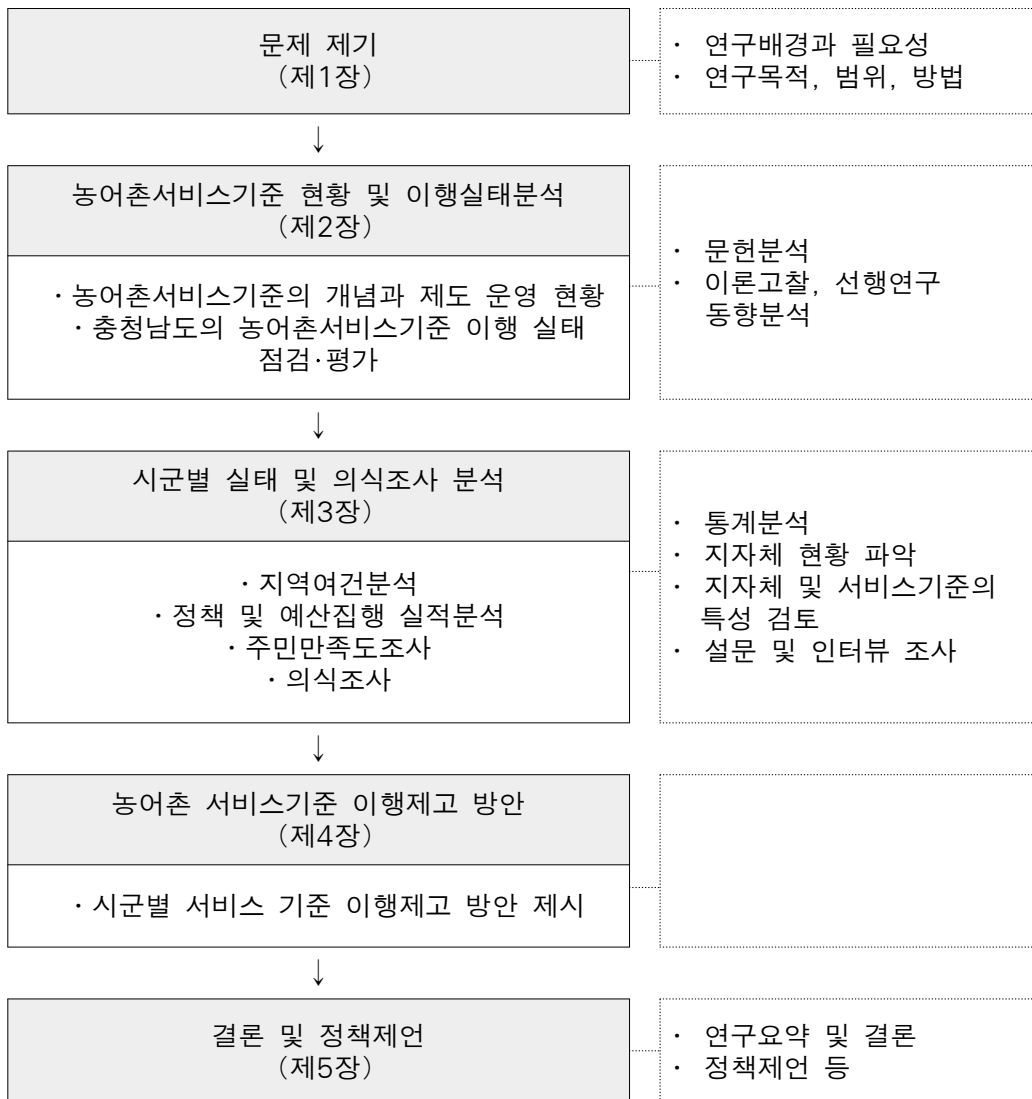 문제 제기
(제1장)
· 연구배경과 필요성
· 연구목적, 범위, 방법
↓
농어촌서비스기준 현황 및 이행실태분석
(제2장)
·농어촌서비스기준의 개념과 제도 운영 현황
·충청남도의 농어촌서비스기준 이행 실태
점검·평가
· 문헌분석
· 이론고찰, 선행연구
동향분석
↓
시군별 실태 및 의식조사 분석
(제3장)
·지역여건분석
·정책 및 예산집행 실적분석
·주민만족도조사
·의식조사
· 통계분석
· 지자체 현황 파악
· 지자체 및 서비스기준의
특성 검토
· 설문 및 인터뷰 조사
↓
농어촌 서비스기준 이행제고 방안
(제4장)
·시군별 서비스 기준 이행제고 방안 제시
↓
결론 및 정책제언
(제5장)
· 연구요약 및 결론
· 정책제언 등